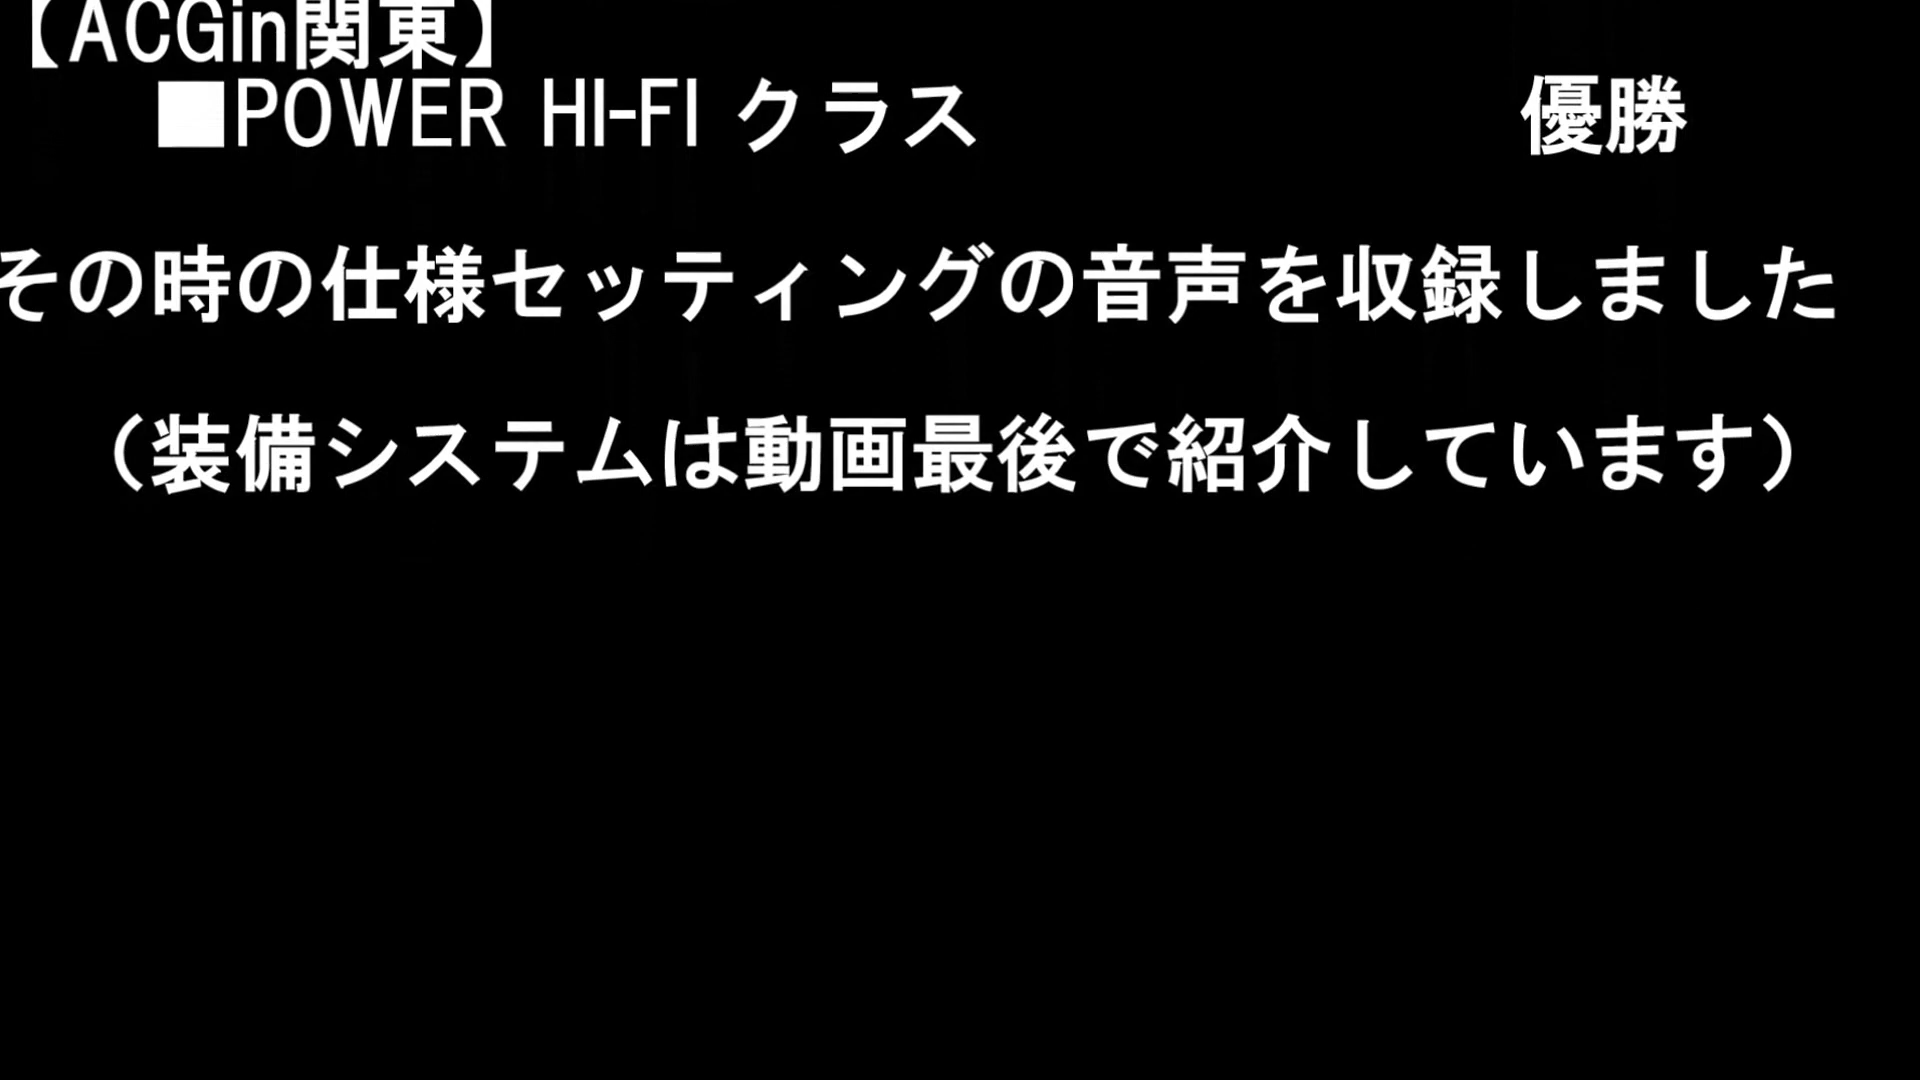 【ACGin関東】
■POWER HI-FI クラス 優勝
その時の仕様セッティングの音声を収録しました
（装備システムは動画最後で紹介しています）